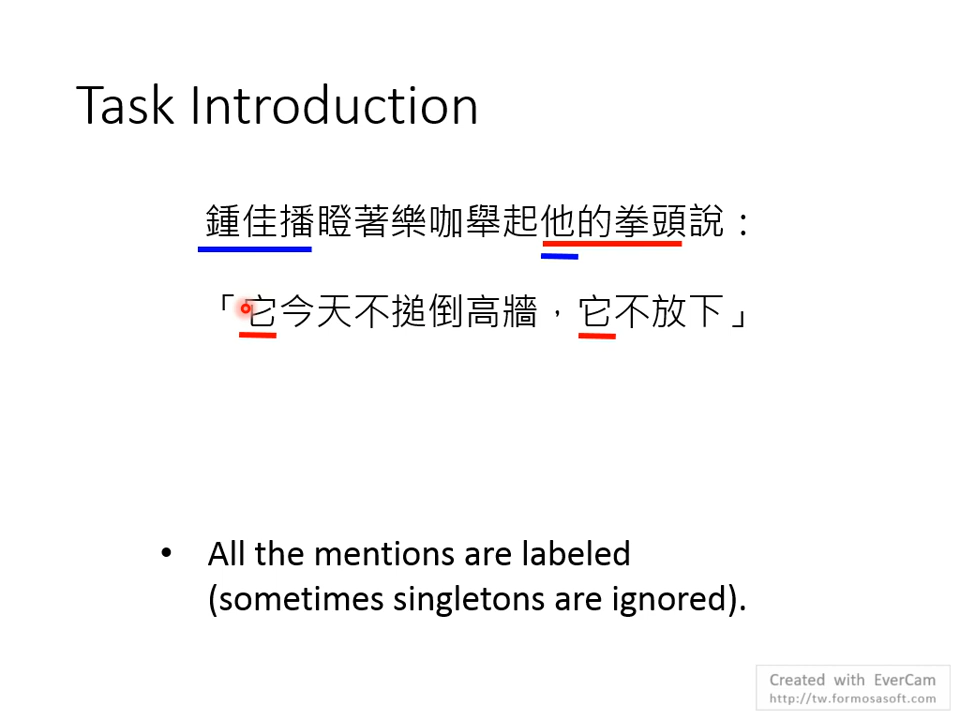 Task Introduction
鍾佳播瞪著樂咖舉起他的拳頭說：
「它今天不搥倒高牆，它不放下」
• All the mentions are labeled
(sometimes singletons are ignored).
Created with EverCam
http://tw.formosasoft.com